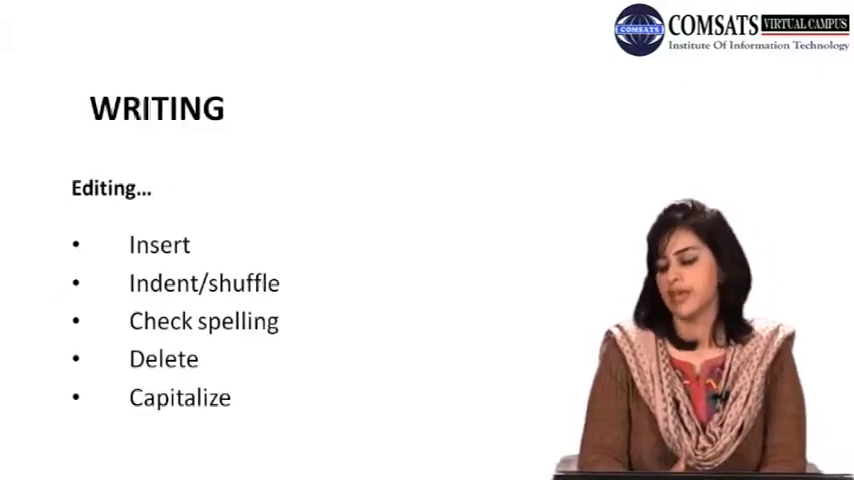 COMSATS VIRTUAL CAMPUS
COMSATS
Institute Of Information Technology
WRITING
Editing...
• Insert
• Indent/shuffle
• Check spelling
• Delete
• Capitalize